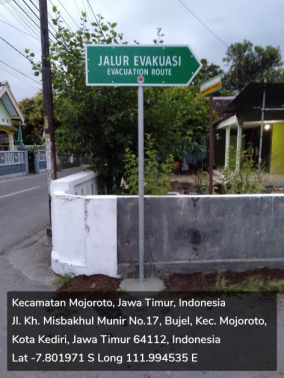 JALUR EVAKUASI
EVACUATION ROUTE
Kecamatan Mojoroto, Jawa Timur, Indonesia
Jl. Kh. Misbakhul Munir No.17, Bujel, Kec. Mojoroto,
Kota Kediri, Jawa Timur 64112, Indonesia
Lat -7.801971 S Long 111.994535 E